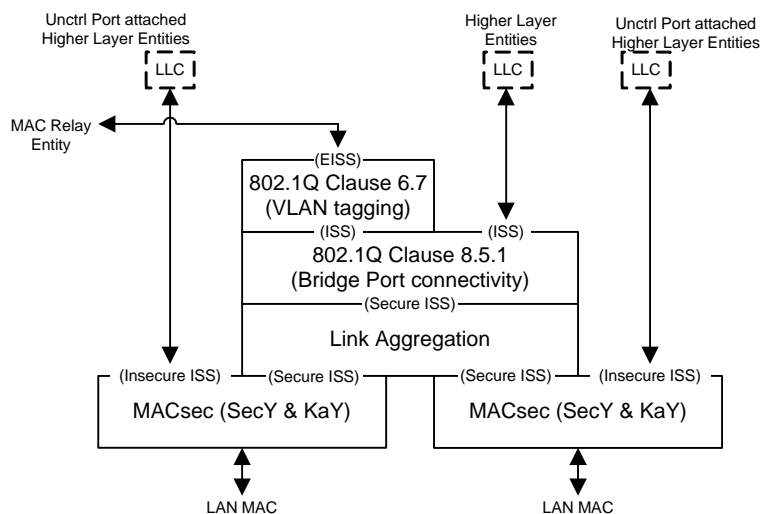 Unctrl Port attached
Higher Layer Entities
LLC
Higher Layer
Entities
LLC
Unctrl Port attached
Higher Layer Entities
LLC
MAC Relay
Entity
(EISS)
802.1Q Clause 6.7
(VLAN tagging)
(ISS)
(ISS)
802.1Q Clause 8.5.1
(Bridge Port connectivity)
(Secure ISS)
Link Aggregation
(Insecure ISS)
(Secure ISS)
(Secure ISS)
(Insecure ISS)
MACsec (SecY & KaY)
MACsec (SecY & KaY)
LAN MAC
LAN MAC